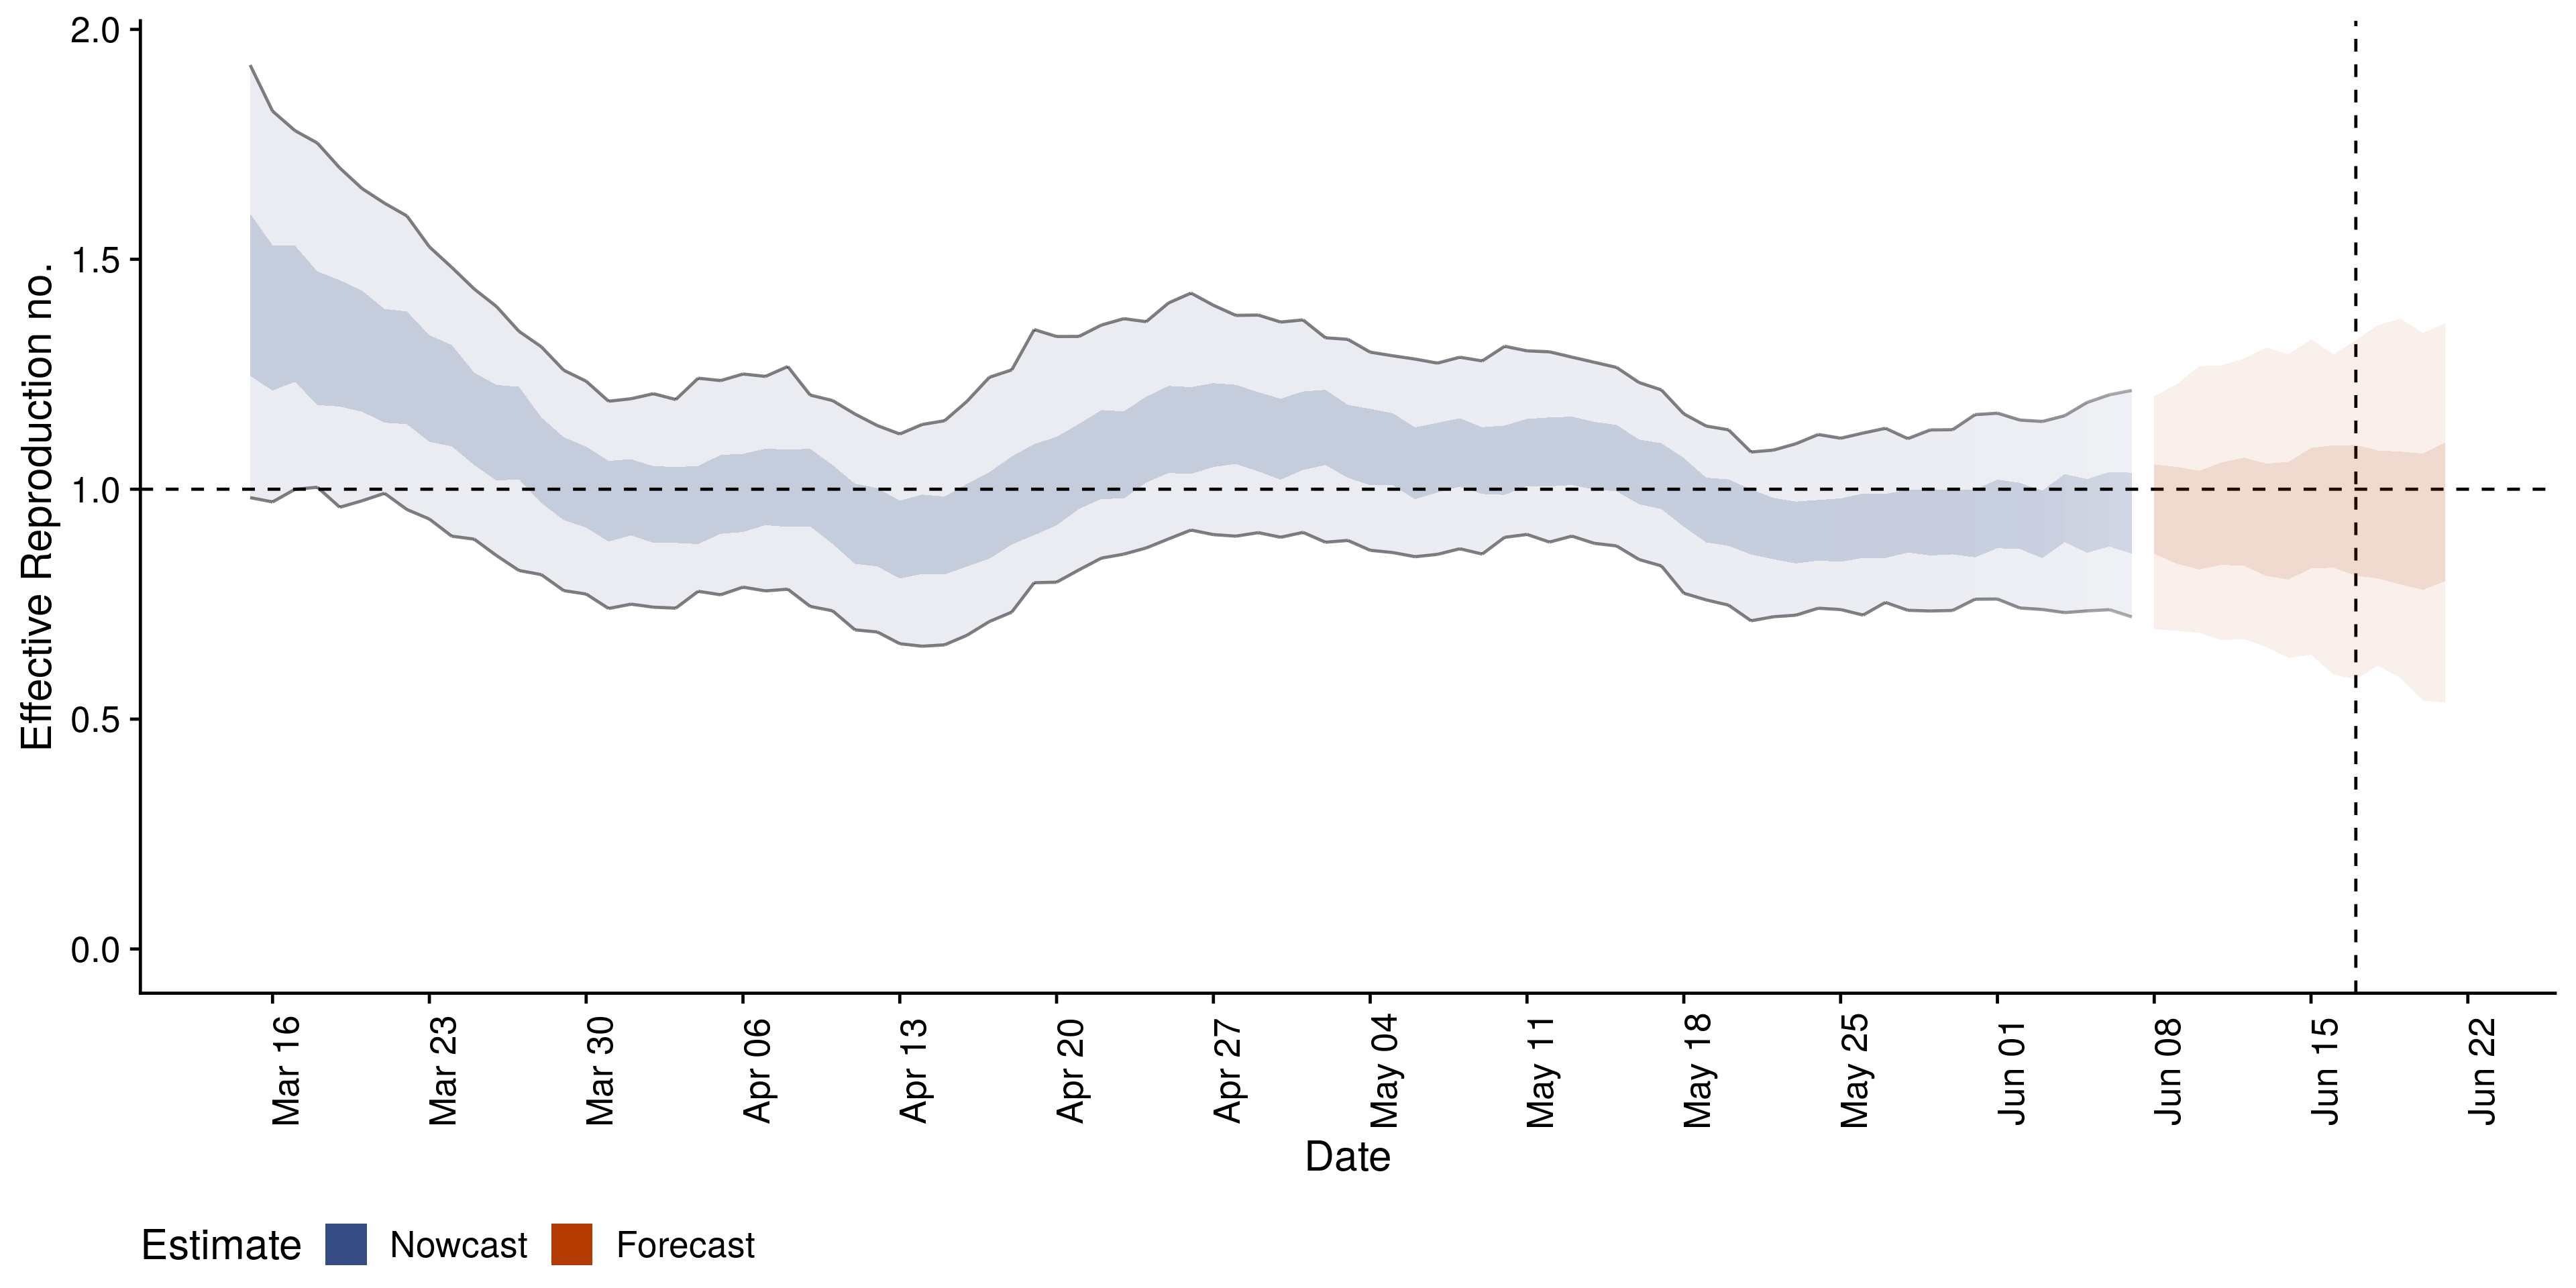 Effective Reproduction no.
2.0
1.5
1.0
0.5
0.0
Mar 16
Mar 23
Mar 30
Apr 06
Apr 13
Apr 20
Apr 27
May 04
May 11
May 18
May 25
Jun 01
Jun 08
Jun 15
Jun 22
Date
Estimate Nowcast Forecast